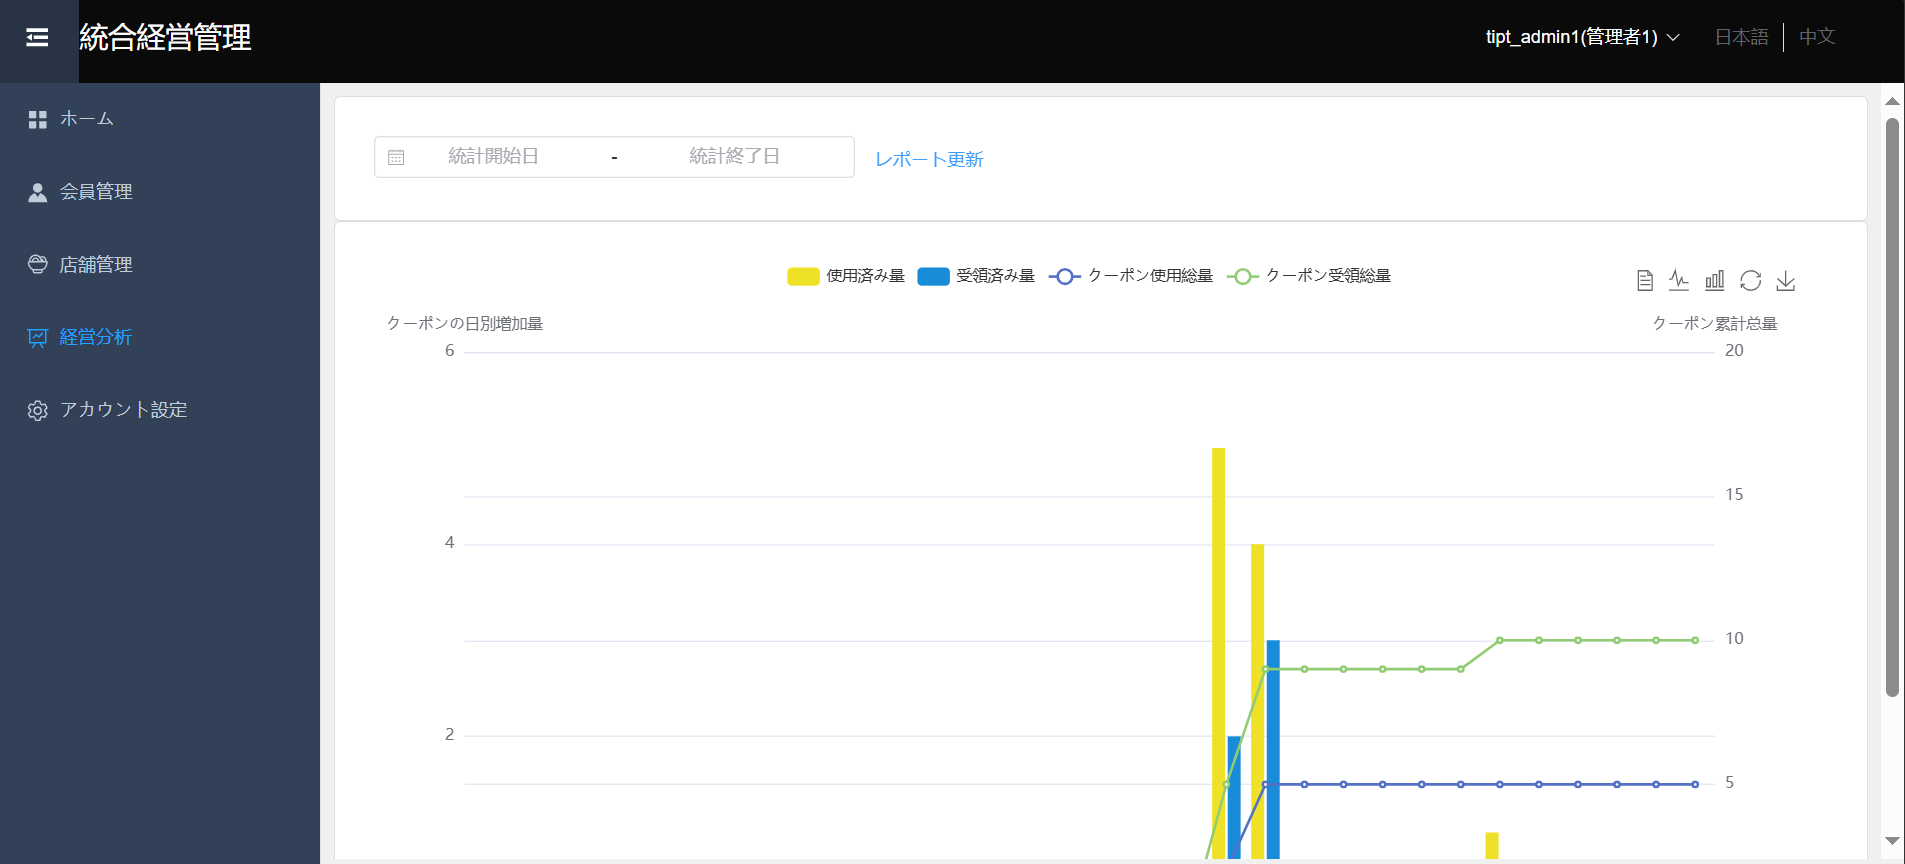 統合経営管理
tipt_admin1(管理者1)
日本語
中文
ホーム
会員管理
店舗管理
経営分析
アカウント設定
統計開始日 - 統計終了日
レポート更新
使用済み量 受領済み量 クーポン使用総量 クーポン受領総量
クーポンの日別増加量
クーポン累計总量
6
4
2
20
15
10
5